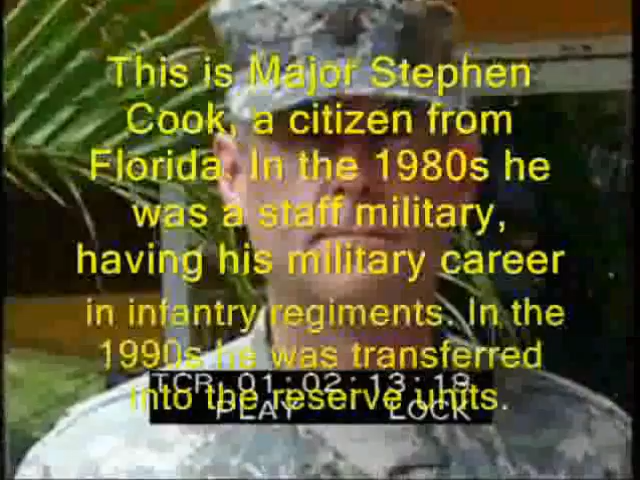 This is Major Stephen
Cook, a citizen from
Florida. In the 1980s he
was a staff military,
having his military career
in infantry regiments. In the
1990s he was transferred
into the reserve units.
TCR 01:02:13:18
PLAY LOCK